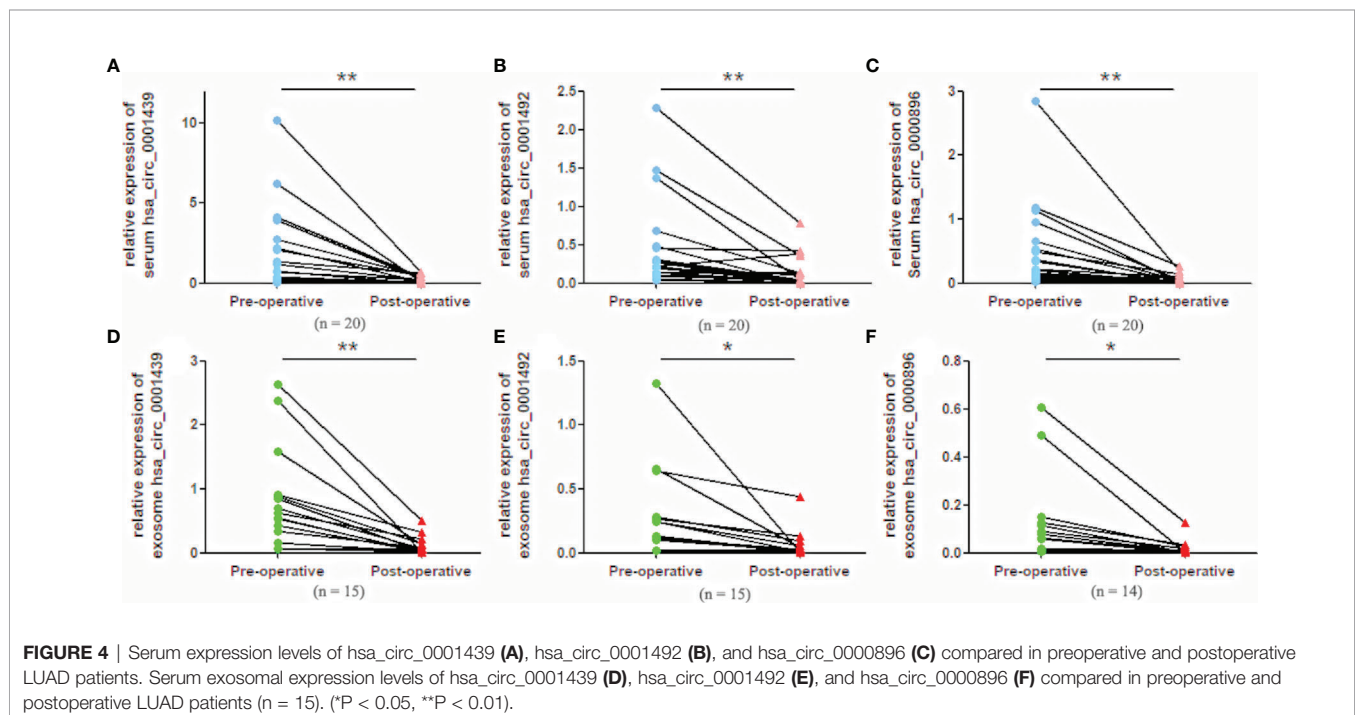 A
**
relative expression of
serum hsa_circ_0001439
10
5
0
Pre-operative Post-operative
(n = 20)
B
**
relative expression of
serum hsa_circ_0001492
2.5
2.0
1.5
1.0
0.5
0.0
Pre-operative Post-operative
(n = 20)
C
**
relative expression of
Serum hsa_circ_0000896
3
2
1
0
Pre-operative Post-operative
(n = 20)
D
**
relative expression of
exosome hsa_circ_0001439
3
2
1
0
Pre-operative Post-operative
(n = 15)
E
*
relative expression of
exosome hsa_circ_0001492
1.5
1.0
0.5
0.0
Pre-operative Post-operative
(n = 15)
F
*
relative expression of
exosome hsa_circ_0000896
0.8
0.6
0.4
0.2
0.0
Pre-operative Post-operative
(n = 14)
FIGURE 4 | Serum expression levels of hsa_circ_0001439 (A), hsa_circ_0001492 (B), and hsa_circ_0000896 (C) compared in preoperative and postoperative
LUAD patients. Serum exosomal expression levels of hsa_circ_0001439 (D), hsa_circ_0001492 (E), and hsa_circ_0000896 (F) compared in preoperative and
postoperative LUAD patients (n = 15). (*P < 0.05, **P < 0.01).